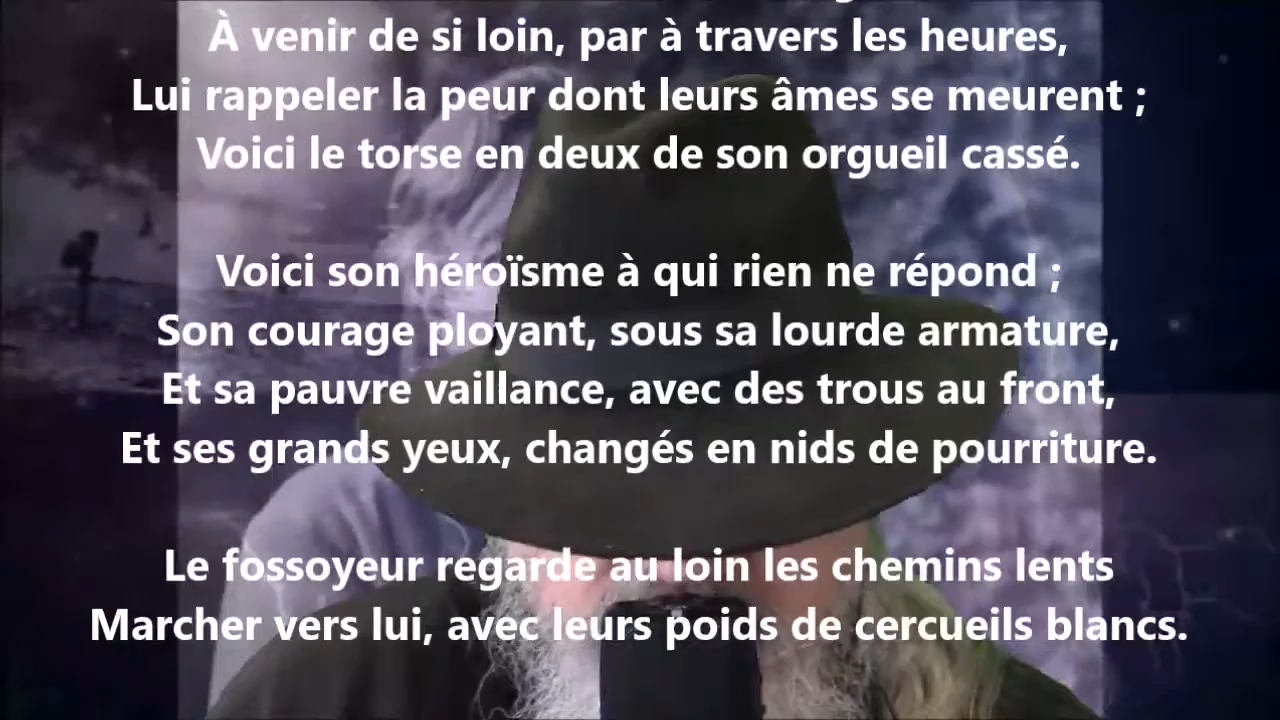 À venir de si loin, par à travers les heures,
Lui rappeler la peur dont leurs âmes se meurent ;
Voici le torse en deux de son orgueil cassé.
Voici son héroïsme à qui rien ne répond ;
Son courage ployant, sous sa lourde armature,
Et sa pauvre vaillance, avec des trous au front,
Et ses grands yeux, changés en nids de pourriture.
Le fossoyeur regarde au loin les chemins lents
Marcher vers lui, avec leurs poids de cercueils blancs.